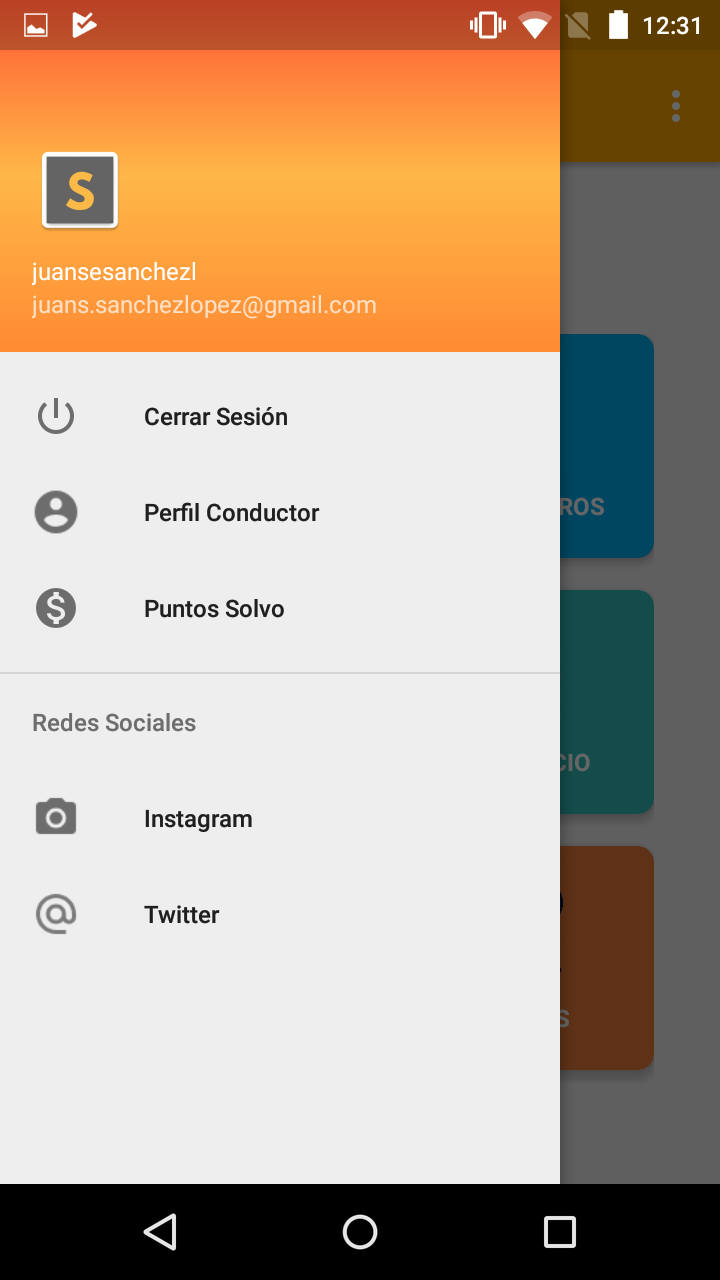 12:31
S
juansesanchezl
juans.sanchezlopez@gmail.com
Cerrar Sesión
Perfil Conductor
ROS
Puntos Solvo
Redes Sociales
CIO
Instagram
Twitter
S